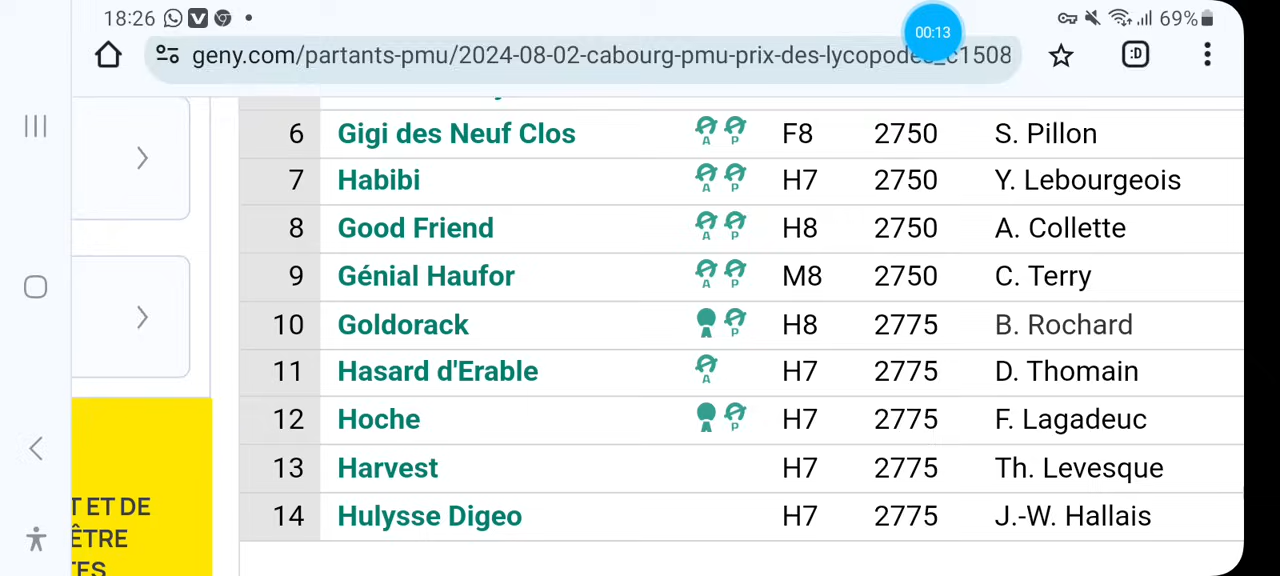 18:26 69%
00:13
geny.com/partants-pmu/2024-08-02-cabourg-pmu-prix-des-lycopodes_c1508 :D
6 Gigi des Neuf Clos A P F8 2750 S. Pillon
7 Habibi A P H7 2750 Y. Lebourgeois
8 Good Friend A P H8 2750 A. Collette
9 Génial Haufor A P M8 2750 C. Terry
10 Goldorack P H8 2775 B. Rochard
11 Hasard d'Erable A H7 2775 D. Thomain
12 Hoche P H7 2775 F. Lagadeuc
13 Harvest H7 2775 Th. Levesque
14 Hulysse Digeo H7 2775 J.-W. Hallais
T ET DE
ÊTRE
TES